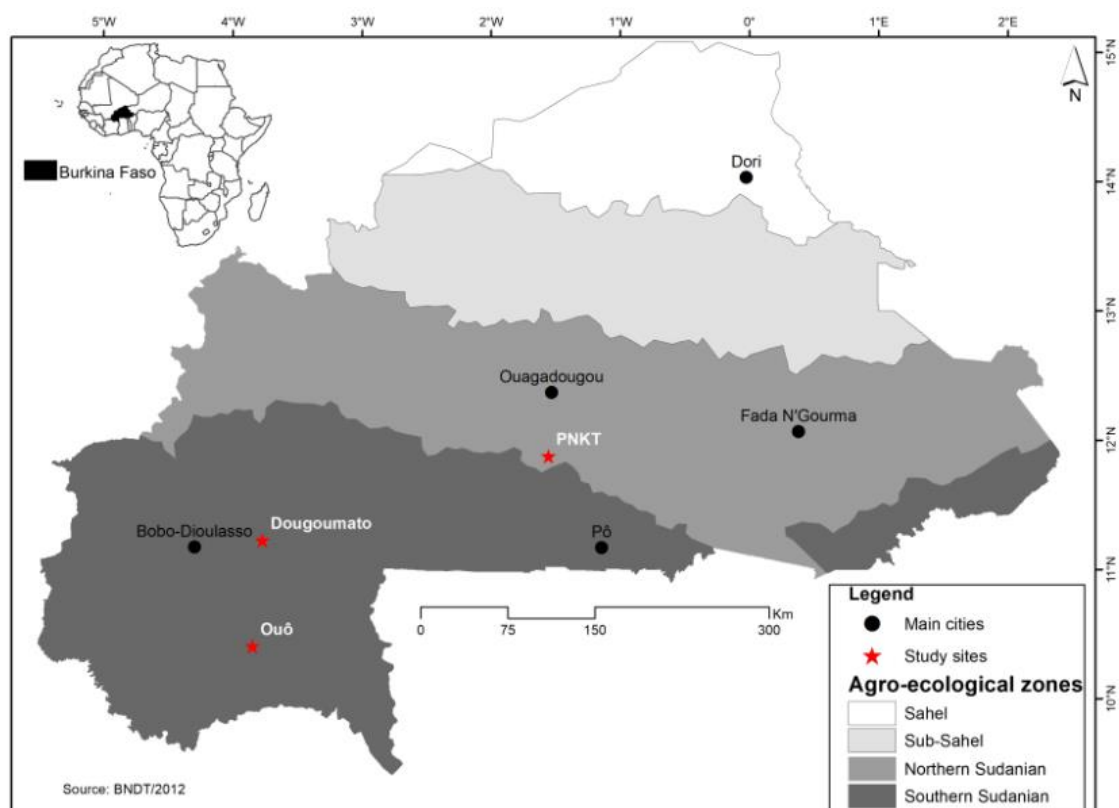 5°W 4°W 3°W 2°W 1°W 0° 1°E 2°E
15°N
N
Burkina Faso
Dori
14°N
13°N
Ouagadougou
Fada N'Gourma
12°N
PNKT
Dougoumato
Bobo-Dioulasso
Pô
11°N
Km
0 75 150 300
Ouô
10°N
Legend
Main cities
Study sites
Agro-ecological zones
Sahel
Sub-Sahel
Northern Sudanian
Southern Sudanian
Source: BNDT/2012